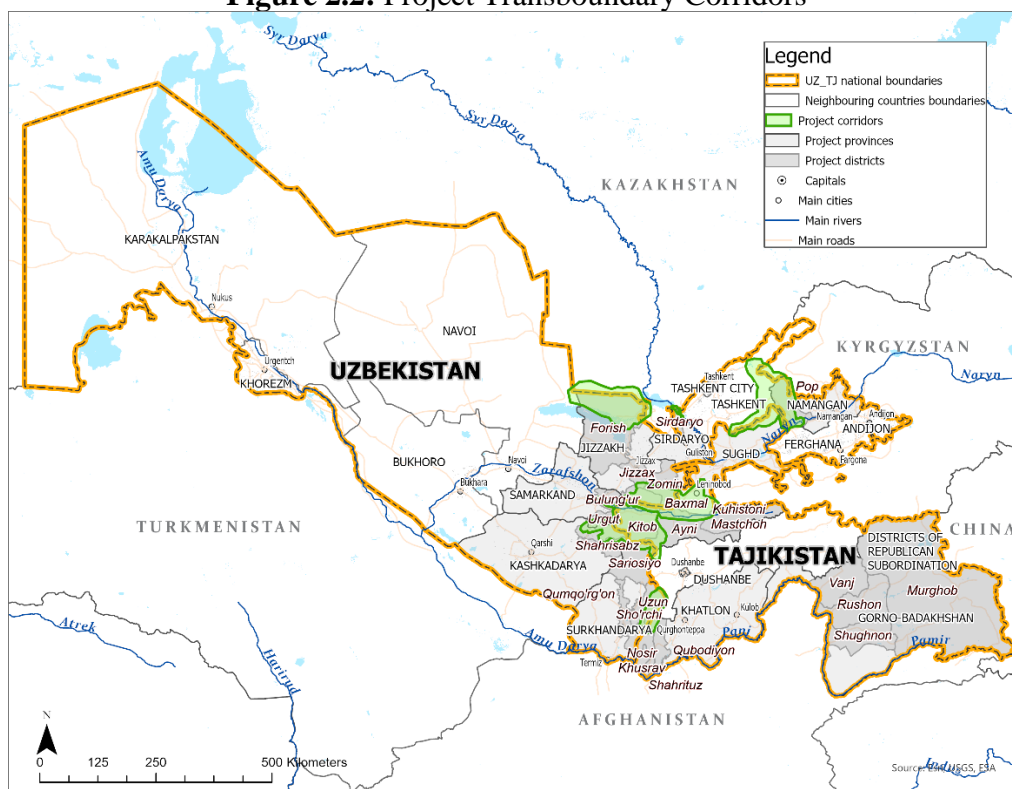 Figure 2.2: Project Transboundary Corridors
Legend
UZ_TJ national boundaries
Neighbouring countries boundaries
Project corridors
Project provinces
Project districts
Capitals
Main cities
Main rivers
Main roads
Syr Darya
Syr Darya
KAZAKHSTAN
Amu Darya
KARAKALPAKSTAN
Nukus
NAVOI
KYRGYZSTAN
Urgentch
KHOREZM
UZBEKISTAN
Tashkent
TASHKENT CITY
TASHKENT
Pop
Naryn
NAMANGAN
Namangan
Andijon
ANDIJON
Forish
Sirdaryo
SIRDARYO
Naryn
FERGHANA
Fargona
JIZZAKH
Guliston
SUGHD
BUKHORO
Navoi
Jizzax
Jizzax
Zarafshon
Zomin
Bukhara
SAMARKAND
Bulung'ur
Leninobod
Baxmal
Kuhistoni
Mastchoh
Urgut
Kitob
Ayni
TURKMENISTAN
CHINA
Qarshi
Shahrisabz
TAJIKISTAN
DISTRICTS OF
REPUBLICAN
SUBORDINATION
KASHKADARYA
Sariosiyo
Dushanbe
DUSHANBE
Vanj
Murghob
Qumqo'rg'on
Uzun
KHATLON
Kulob
Rushon
Sho'rchi
GORNO-BADAKHSHAN
SURKHANDARYA
Qurghonteppa
Atrek
Amu Darya
Panj
Shughnon
Pamir
Harirud
Termiz
Nosir
Khusrav
Qubodiyon
Shahrituz
AFGHANISTAN
N
0 125 250 500 Kilometers
Source: Esri, USGS, ESA
Indus